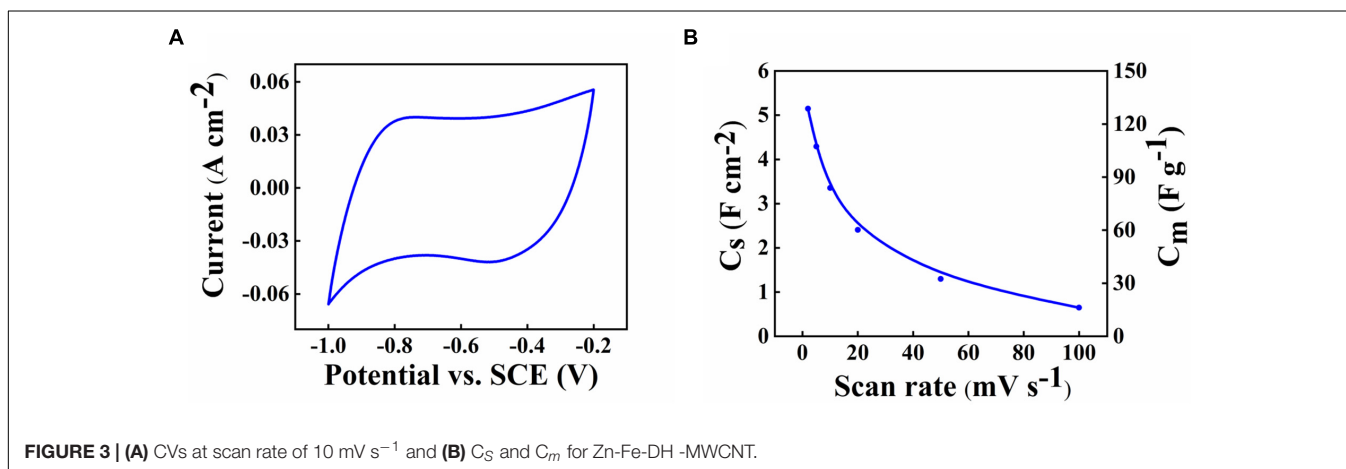 A
0.06
0.03
0.00
-0.03
-0.06
Current (A cm-2)
-1.0 -0.8 -0.6 -0.4 -0.2
Potential vs. SCE (V)
B
6
5
4
3
2
1
0
Cs (F cm-2)
150
120
90
60
30
0
Cm (F g-1)
0 20 40 60 80 100
Scan rate (mV s-1)
FIGURE 3 | (A) CVs at scan rate of 10 mV s−1 and (B) CS and Cm for Zn-Fe-DH -MWCNT.